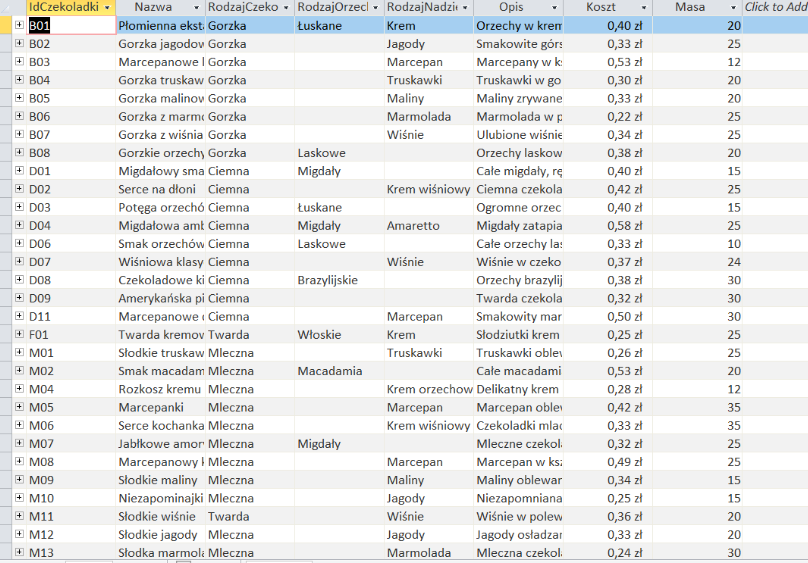 IdCzekoladki Nazwa RodzajCzeko RodzajOrzech RodzajNadzie Opis Koszt Masa Click to Add
B01 Płomienna eksta Gorzka Łuskane Krem Orzechy w krem 0,40 zł 20
B02 Gorzka jagodow Gorzka Jagody Smakowite górs 0,33 zł 25
B03 Marcepanowe l Gorzka Marcepan Marcepany w ks 0,53 zł 12
B04 Gorzka truskaw Gorzka Truskawki Truskawki w go 0,30 zł 20
B05 Gorzka malinow Gorzka Maliny Maliny zrywane 0,33 zł 20
B06 Gorzka z marmo Gorzka Marmolada Marmolada w p 0,22 zł 25
B07 Gorzka z wiśnia Gorzka Wiśnie Ulubione wiśnie 0,34 zł 25
B08 Gorzkie orzechy Gorzka Laskowe Orzechy laskow 0,38 zł 20
D01 Migdałowy sma Ciemna Migdały Całe migdały, rę 0,40 zł 15
D02 Serce na dłoni Ciemna Krem wiśniowy Ciemna czekola 0,42 zł 25
D03 Potęga orzechó Ciemna Łuskane Ogromne orzec 0,40 zł 15
D04 Migdałowa amb Ciemna Migdały Amaretto Migdały zatapia 0,58 zł 25
D06 Smak orzechów Ciemna Laskowe Całe orzechy las 0,33 zł 10
D07 Wiśniowa klasy Ciemna Wiśnie Wiśnie w czeko 0,37 zł 24
D08 Czekoladowe ki Ciemna Brazylijskie Orzechy brazylij 0,38 zł 30
D09 Amerykańska pi Ciemna Twarda czekola 0,32 zł 30
D11 Marcepanowe c Ciemna Marcepan Smakowity mar 0,50 zł 30
F01 Twarda kremov Twarda Włoskie Krem Słodziutki krem 0,25 zł 25
M01 Słodkie truskaw Mleczna Truskawki Truskawki oblew 0,26 zł 25
M02 Smak macadam Mleczna Macadamia Całe macadami 0,53 zł 20
M04 Rozkosz kremu Mleczna Krem orzechow Delikatny krem 0,28 zł 12
M05 Marcepanki Mleczna Marcepan Marcepan oblew 0,42 zł 35
M06 Serce kochanka Mleczna Krem wiśniowy Czekoladki mlac 0,33 zł 35
M07 Jabłkowe amory Mleczna Migdały Mleczne czekola 0,32 zł 25
M08 Marcepanowy k Mleczna Marcepan Marcepan w ksz 0,49 zł 25
M09 Słodkie maliny Mleczna Maliny Maliny oblewar 0,34 zł 15
M10 Niezapominajki Mleczna Jagody Niezapomniana 0,25 zł 15
M11 Słodkie wiśnie Twarda Wiśnie Wiśnie w polew 0,36 zł 20
M12 Słodkie jagody Mleczna Jagody Jagody osładzar 0,33 zł 20
M13 Słodka marmola Mleczna Marmolada Mleczna czekol 0,24 zł 30